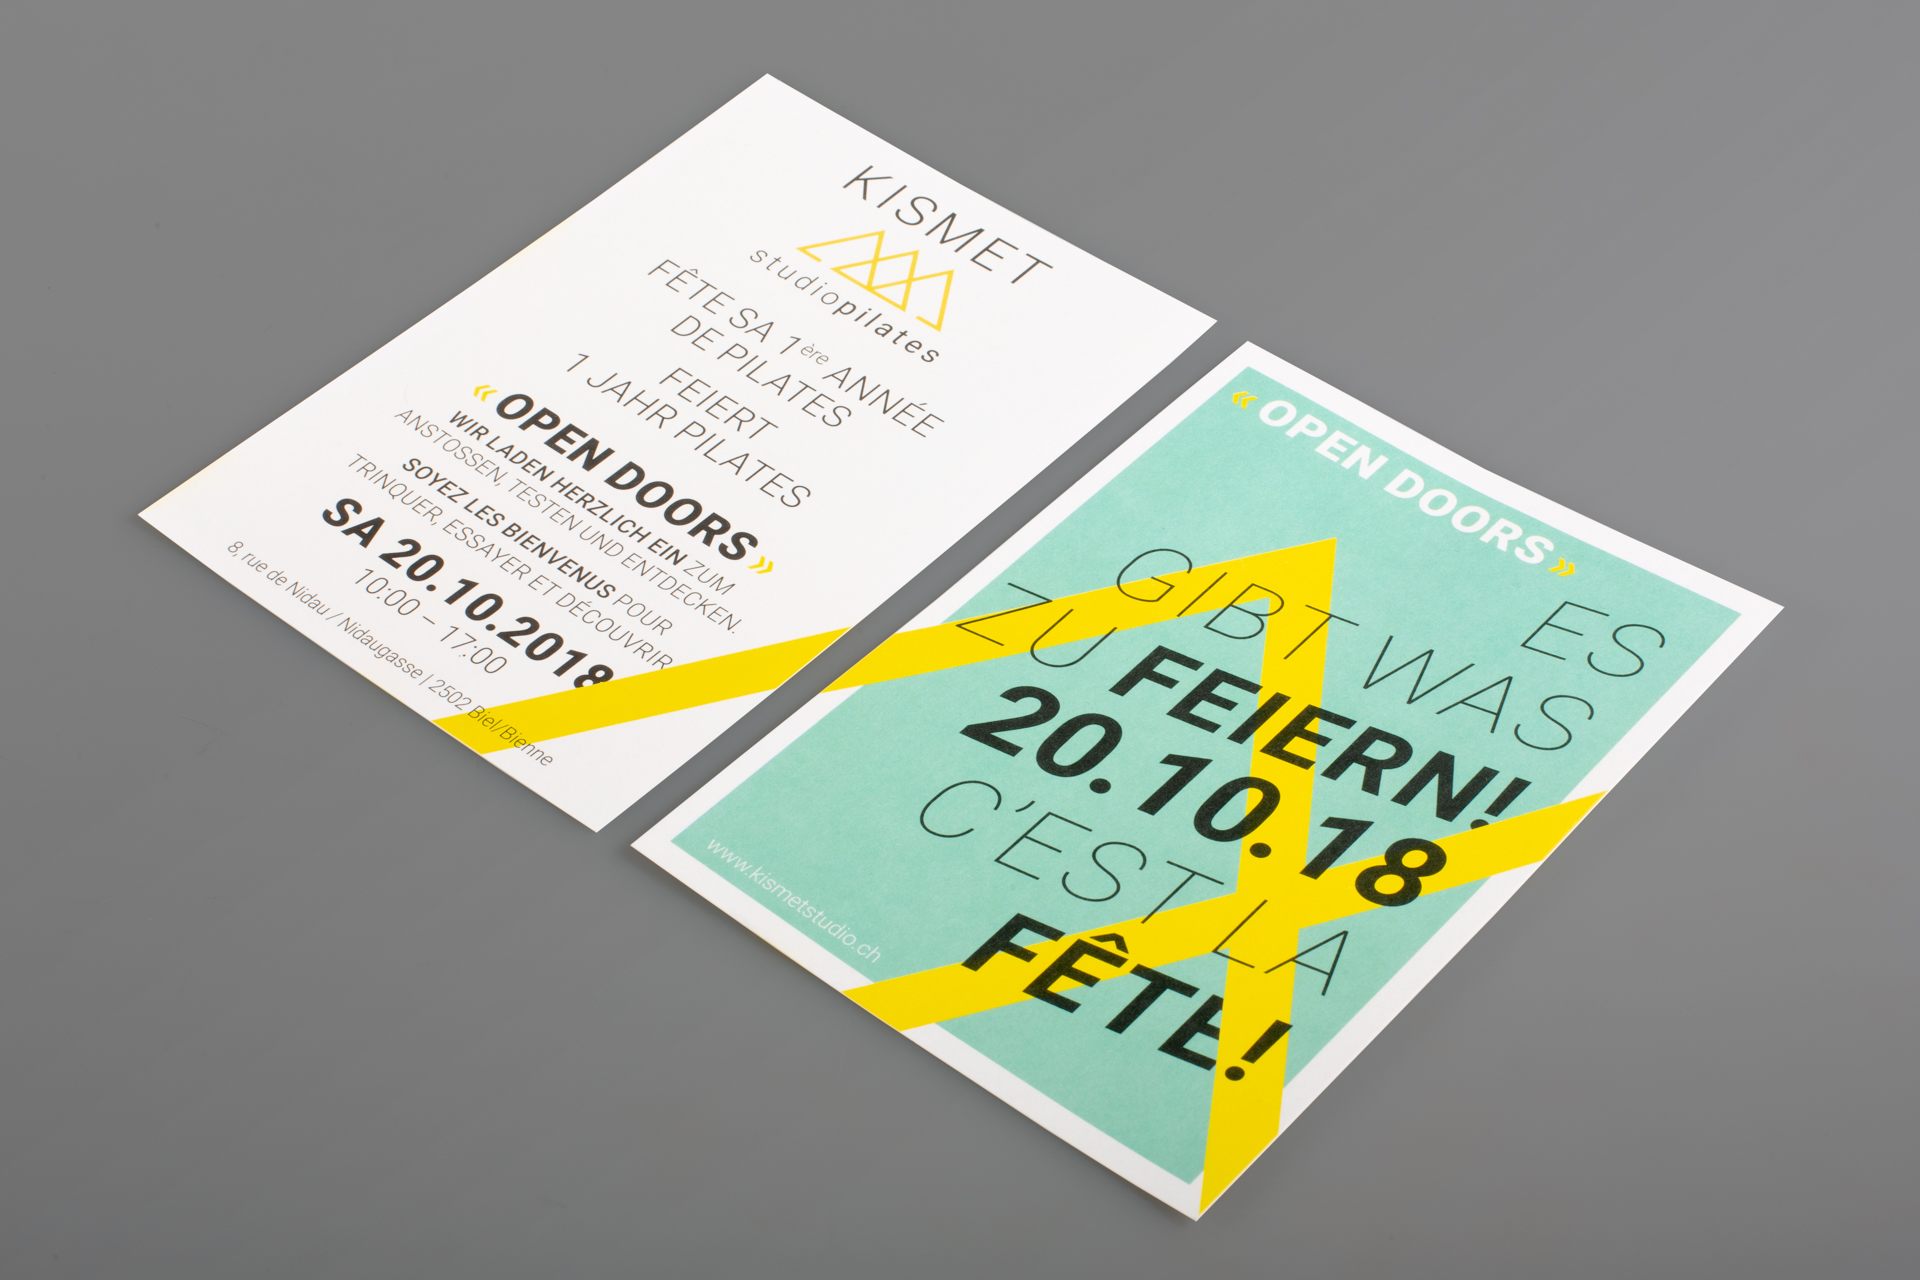 KISMET
studiopilates
FÊTE SA 1ère ANNÉE
DE PILATES
FEIERT
1 JAHR PILATES
« OPEN DOORS »
WIR LADEN HERZLICH EIN ZUM
ANSTOSSEN, TESTEN UND ENTDECKEN.
SOYEZ LES BIENVENUS POUR
TRINQUER, ESSAYER ET DÉCOUVRIR
SA 20.10.2018
10:00 – 17:00
8, rue de Nidau / Nidaugasse | 2502 Biel/Bienne
« OPEN DOORS »
ES
GIBT WAS
ZU FEIERN!
20.10.18
C'EST LA
FÊTE!
www.kismetstudio.ch